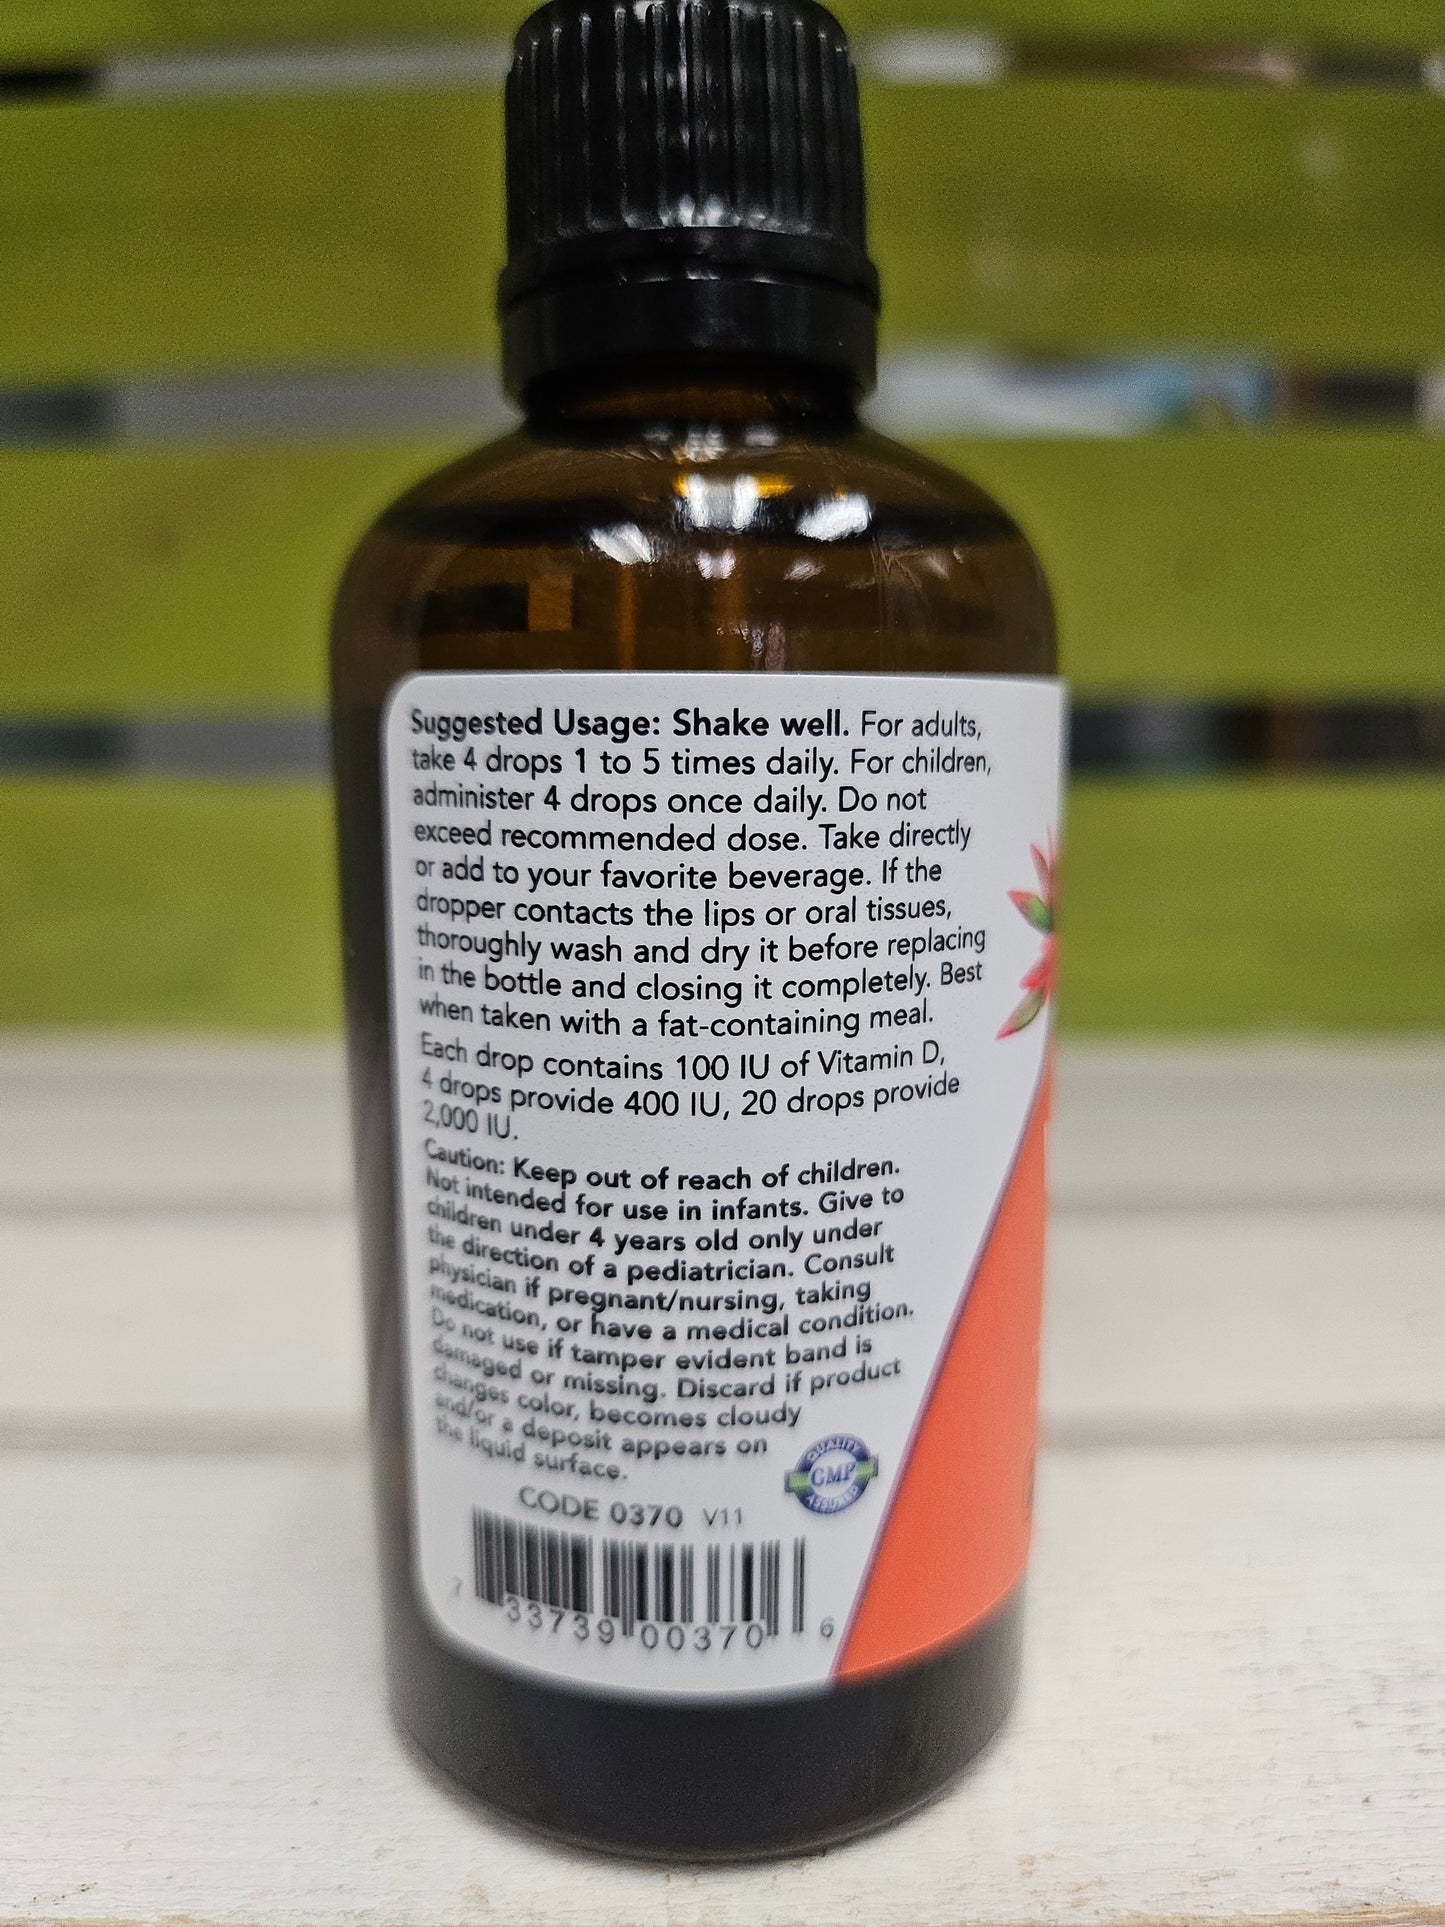 Suggested Usage: Shake well. For adults,
take 4 drops 1 to 5 times daily. For children,
administer 4 drops once daily. Do not
exceed recommended dose. Take directly
or add to your favorite beverage. If the
dropper contacts the lips or oral tissues,
thoroughly wash and dry it before replacing
in the bottle and closing it completely. Best
when taken with a fat-containing meal.
Each drop contains 100 IU of Vitamin D,
4 drops provide 400 IU, 20 drops provide
2,000 IU.
Caution: Keep out of reach of children.
Not intended for use in infants. Give to
children under 4 years old only under
the direction of a pediatrician. Consult
physician if pregnant/nursing, taking
medication, or have a medical condition.
Do not use if tamper evident band is
damaged or missing. Discard if product
changes color, becomes cloudy
and/or a deposit appears on
the liquid surface.
QUALITY
GMP
ASSURED
CODE 0370 V11
7 33739 00370 6